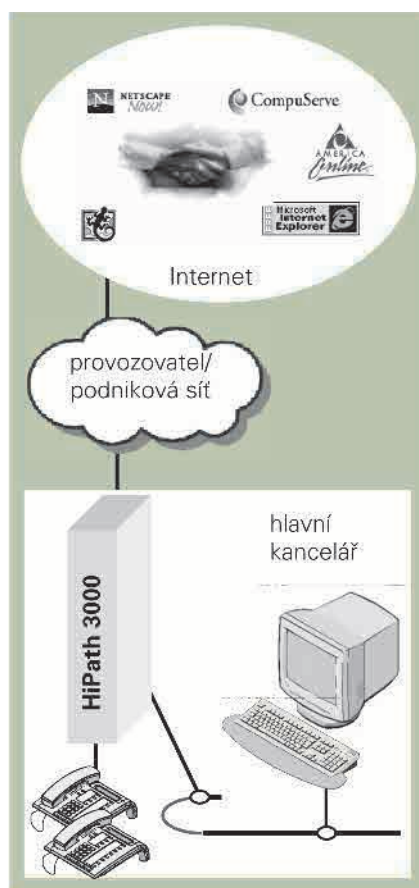 N NETSCAPE
Now!
CompuServe
AMERICA
Online
Microsoft
Internet
Explorer
Internet
provozovatel/
podniková síť
hlavní
kancelář
HiPath 3000